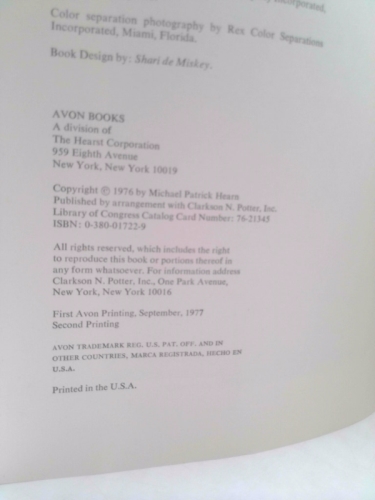 Incorporated,
Color separation photography by Rex Color Separations
Incorporated, Miami, Florida.
Book Design by: Shari de Miskey.
AVON BOOKS
A division of
The Hearst Corporation
959 Eighth Avenue
New York, New York 10019
Copyright © 1976 by Michael Patrick Hearn
Published by arrangement with Clarkson N. Potter, Inc.
Library of Congress Catalog Card Number: 76-21345
ISBN: 0-380-01722-9
All rights reserved, which includes the right
to reproduce this book or portions thereof in
any form whatsoever. For information address
Clarkson N. Potter, Inc., One Park Avenue,
New York, New York 10016
First Avon Printing, September, 1977
Second Printing
AVON TRADEMARK REG. U.S. PAT. OFF. AND IN
OTHER COUNTRIES, MARCA REGISTRADA, HECHO EN
U.S.A.
Printed in the U.S.A.